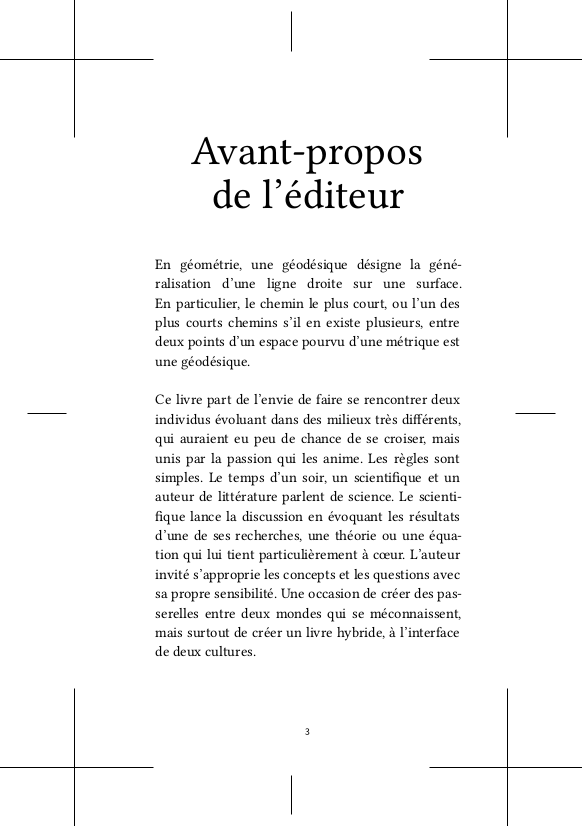 Avant-propos
de l’éditeur
En géométrie, une géodésique désigne la géné-
ralisation d’une ligne droite sur une surface.
En particulier, le chemin le plus court, ou l’un des
plus courts chemins s’il en existe plusieurs, entre
deux points d’un espace pourvu d’une métrique est
une géodésique.
Ce livre part de l’envie de faire se rencontrer deux
individus évoluant dans des milieux très différents,
qui auraient eu peu de chance de se croiser, mais
unis par la passion qui les anime. Les règles sont
simples. Le temps d’un soir, un scientifique et un
auteur de littérature parlent de science. Le scienti-
fique lance la discussion en évoquant les résultats
d’une de ses recherches, une théorie ou une équa-
tion qui lui tient particulièrement à cœur. L’auteur
invité s’approprie les concepts et les questions avec
sa propre sensibilité. Une occasion de créer des pas-
serelles entre deux mondes qui se méconnaissent,
mais surtout de créer un livre hybride, à l’interface
de deux cultures.
3